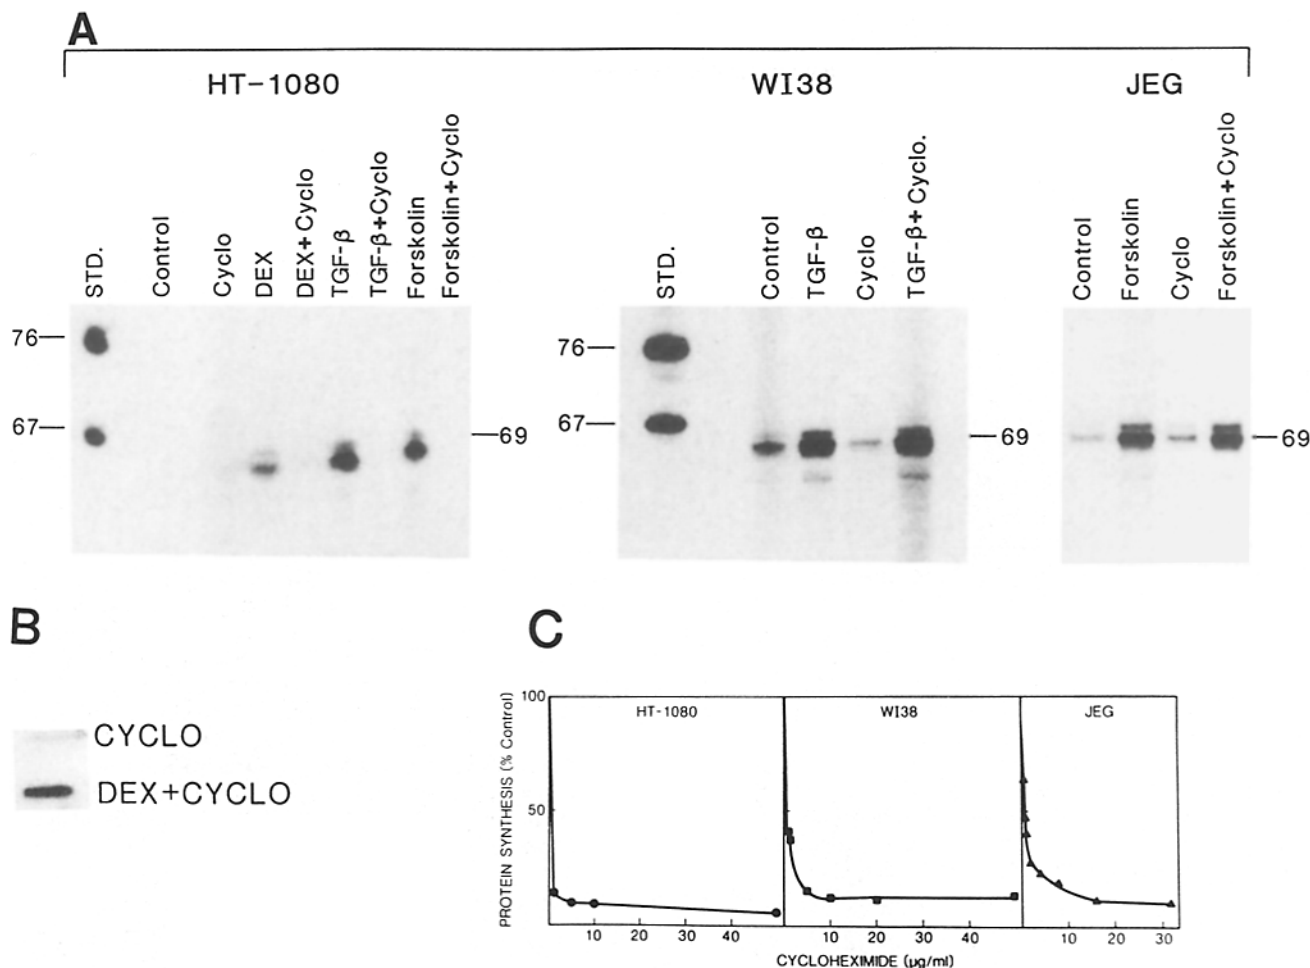 A
HT-1080
WI38
JEG
STD.
Control
Cyclo
DEX
DEX+Cyclo
TGF-β
TGF-β+Cyclo
Forskolin
Forskolin+Cyclo
STD.
Control
TGF-β
Cyclo
TGF-β+Cyclo.
Control
Forskolin
Cyclo
Forskolin+Cyclo
76
67
69
76
67
69
69
B
CYCLO
DEX+CYCLO
C
PROTEIN SYNTHESIS (% Control)
100
50
HT-1080
WI38
JEG
10 20 30 40
10 20 30 40
10 20 30
CYCLOHEXIMIDE (µg/ml)